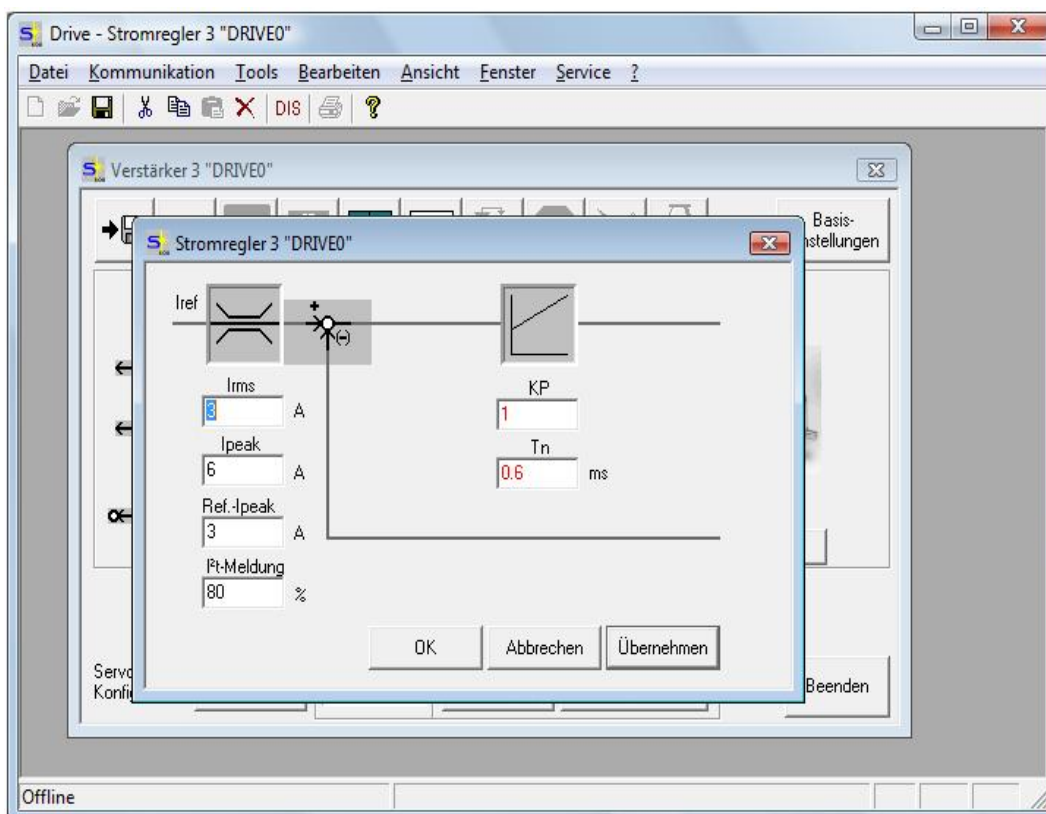 Drive - Stromregler 3 "DRIVE0"
Datei Kommunikation Tools Bearbeiten Ansicht Fenster Service ?
DIS
Verstärker 3 "DRIVE0"
Basis-
nstellungen
Stromregler 3 "DRIVE0"
Iref
+
(-)
Irms
3 A
Ipeak
6 A
Ref.-Ipeak
3 A
I²t-Meldung
80 %
KP
1
Tn
0.6 ms
OK Abbrechen Übernehmen
Servo
Konfi
Beenden
Offline